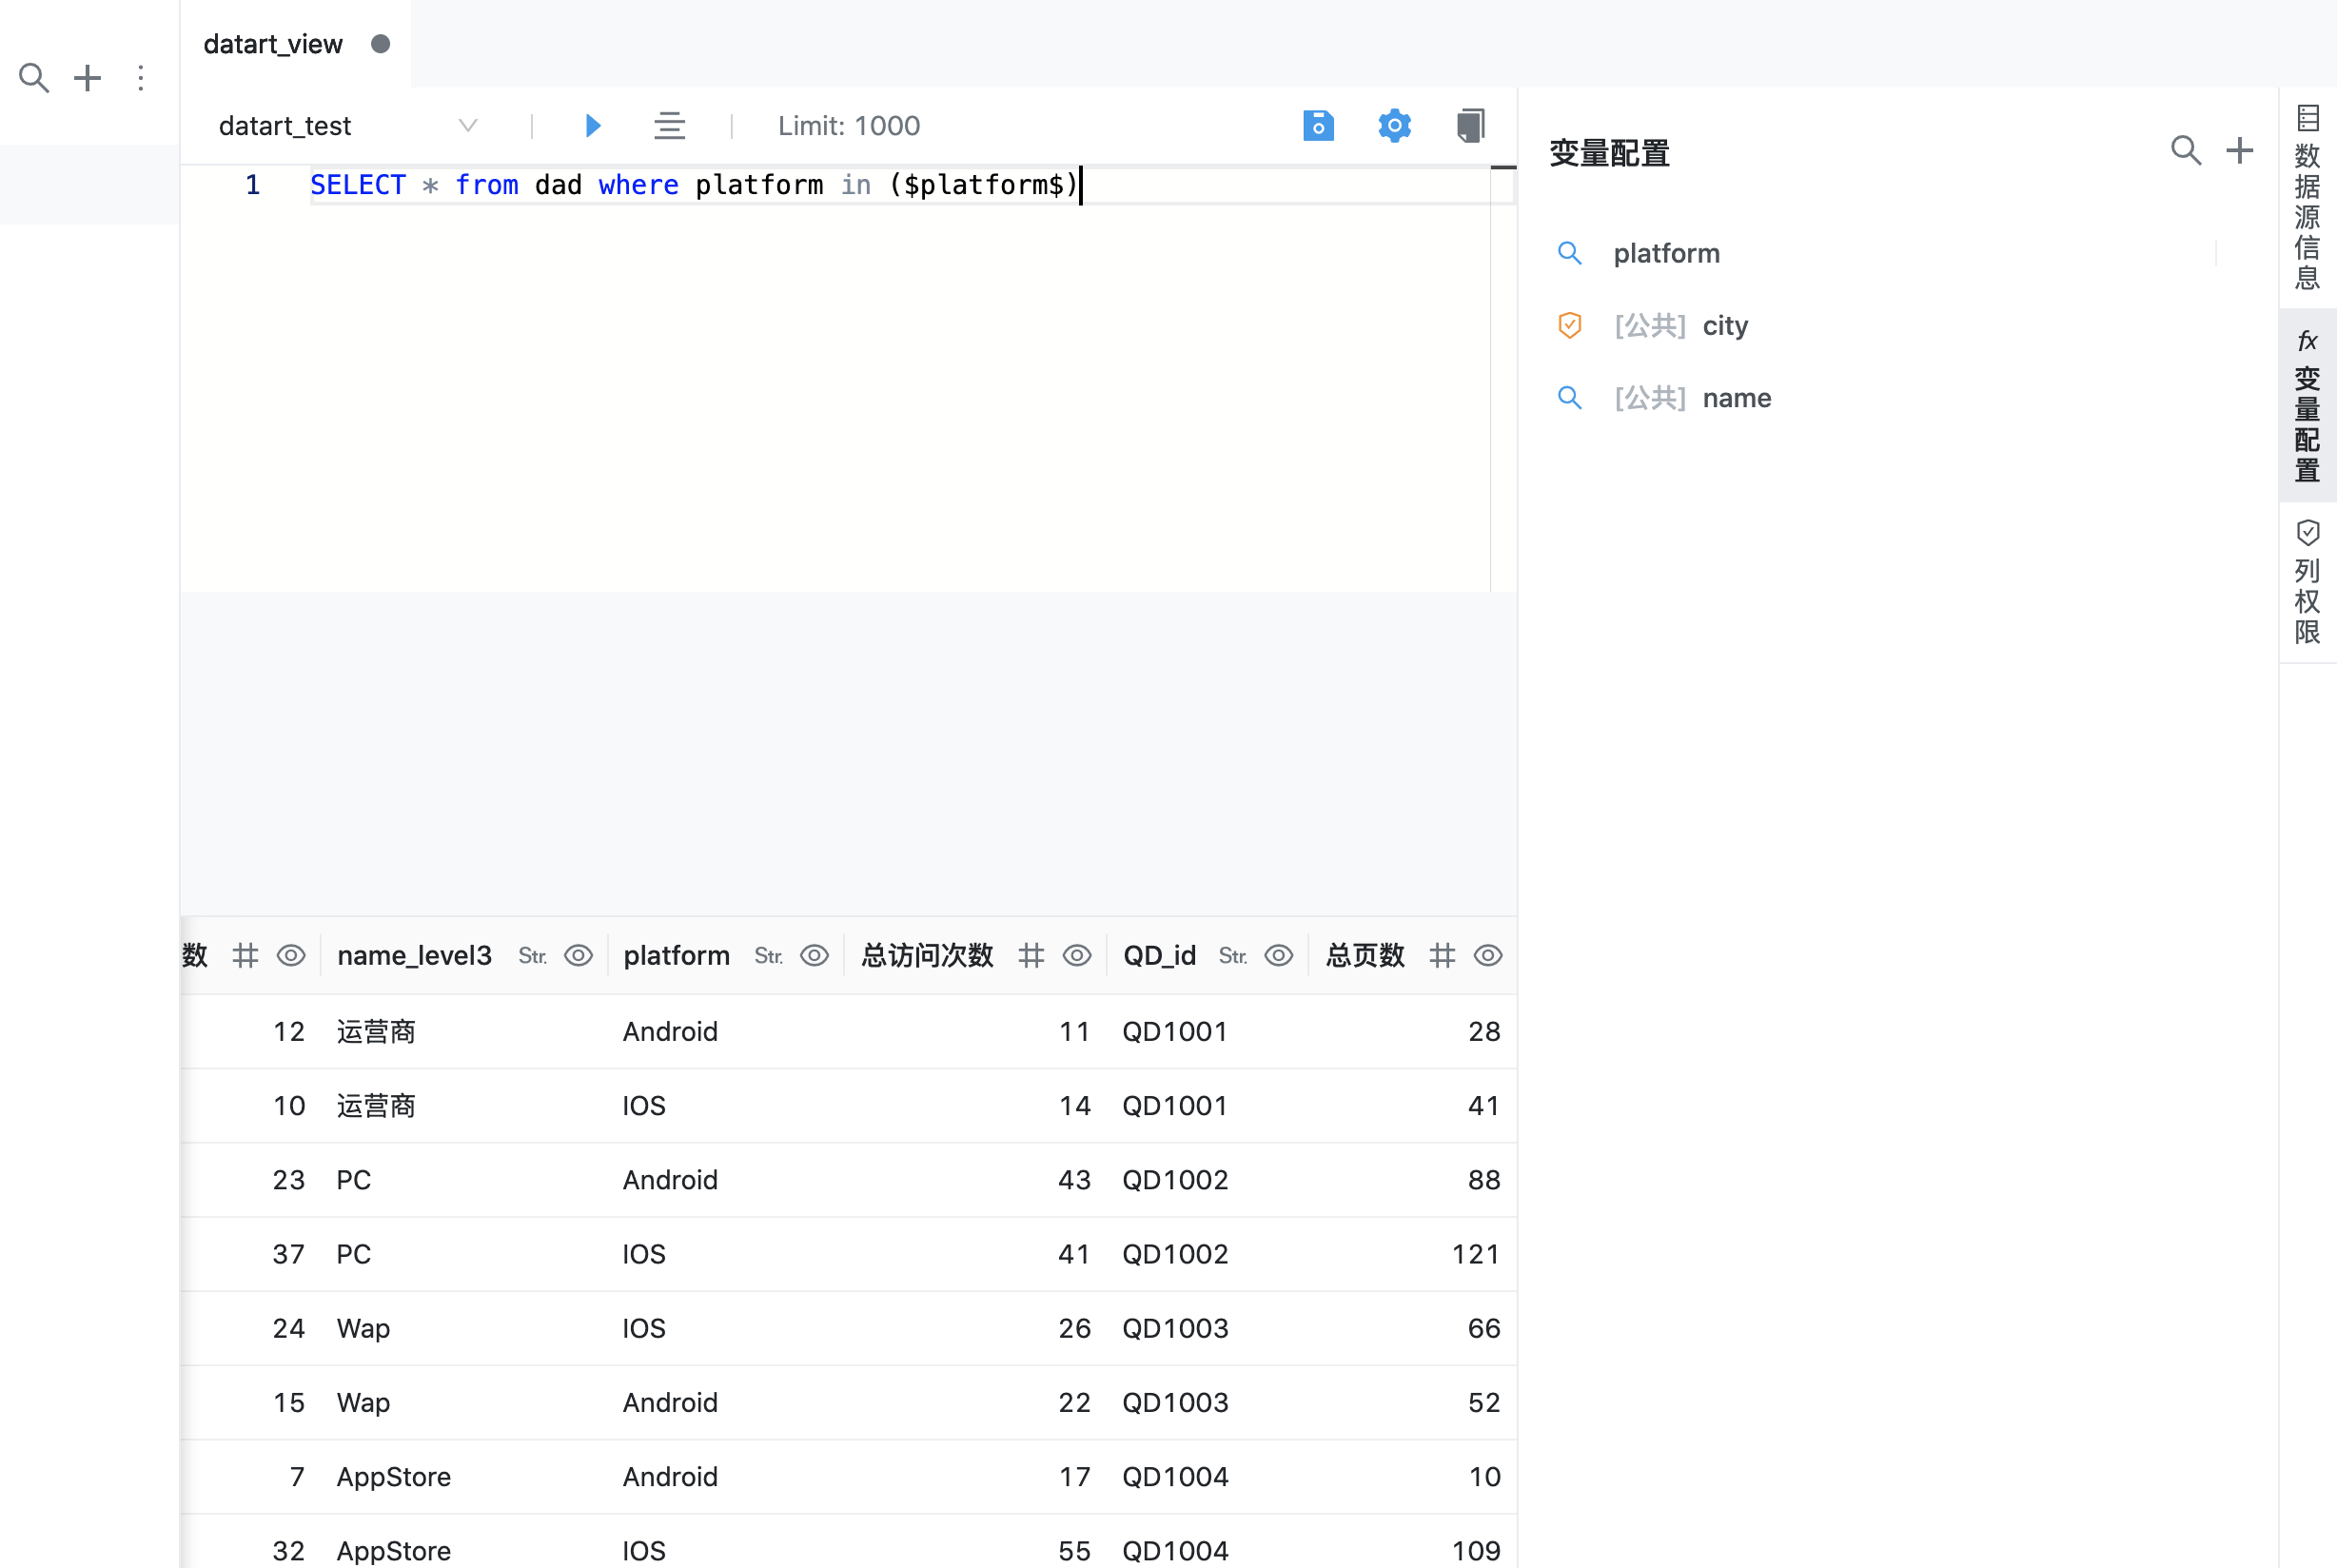 datart_view
datart_test
Limit: 1000
1 SELECT * from dad where platform in ($platform$)
变量配置
platform
[公共] city
[公共] name
数据源信息
fx 变量配置
列权限
数 name_level3 Str. platform Str. 总访问次数 QD_id Str. 总页数
12 运营商 Android 11 QD1001 28
10 运营商 IOS 14 QD1001 41
23 PC Android 43 QD1002 88
37 PC IOS 41 QD1002 121
24 Wap IOS 26 QD1003 66
15 Wap Android 22 QD1003 52
7 AppStore Android 17 QD1004 10
32 AppStore IOS 55 QD1004 109